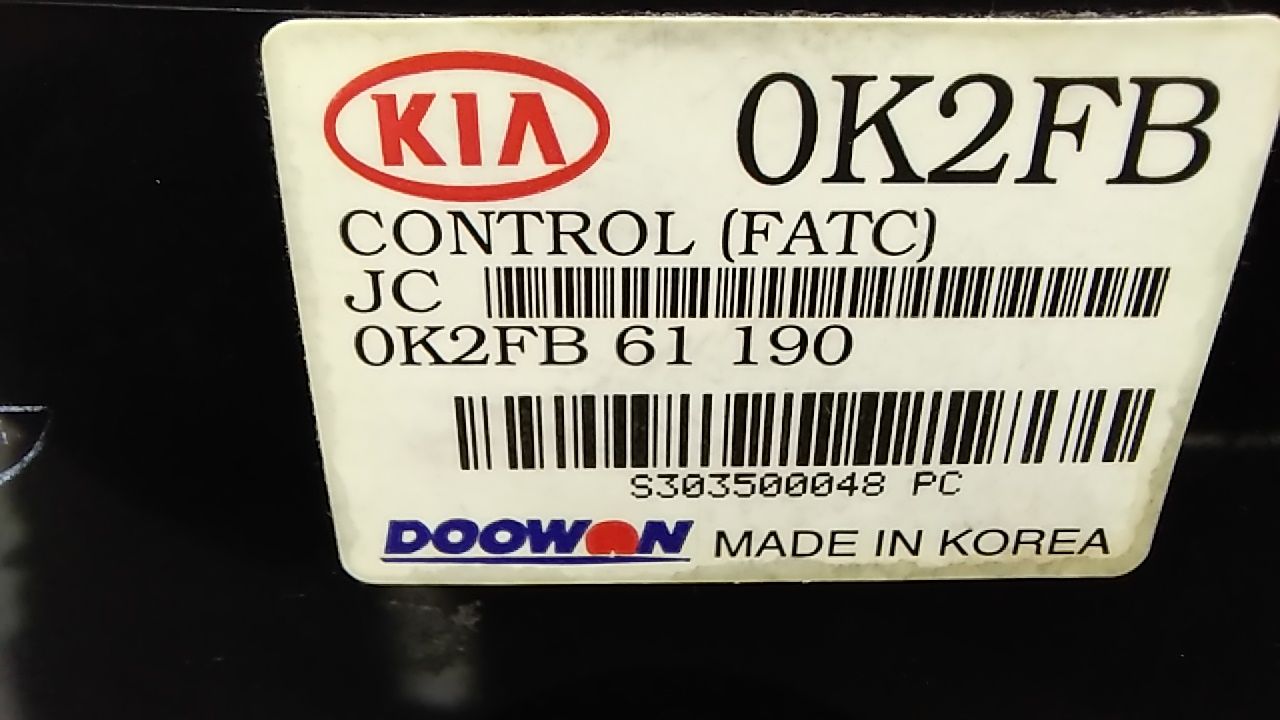 KIA 0K2FB
CONTROL (FATC)
JC
0K2FB 61 190
S303500048 PC
DOOWON MADE IN KOREA